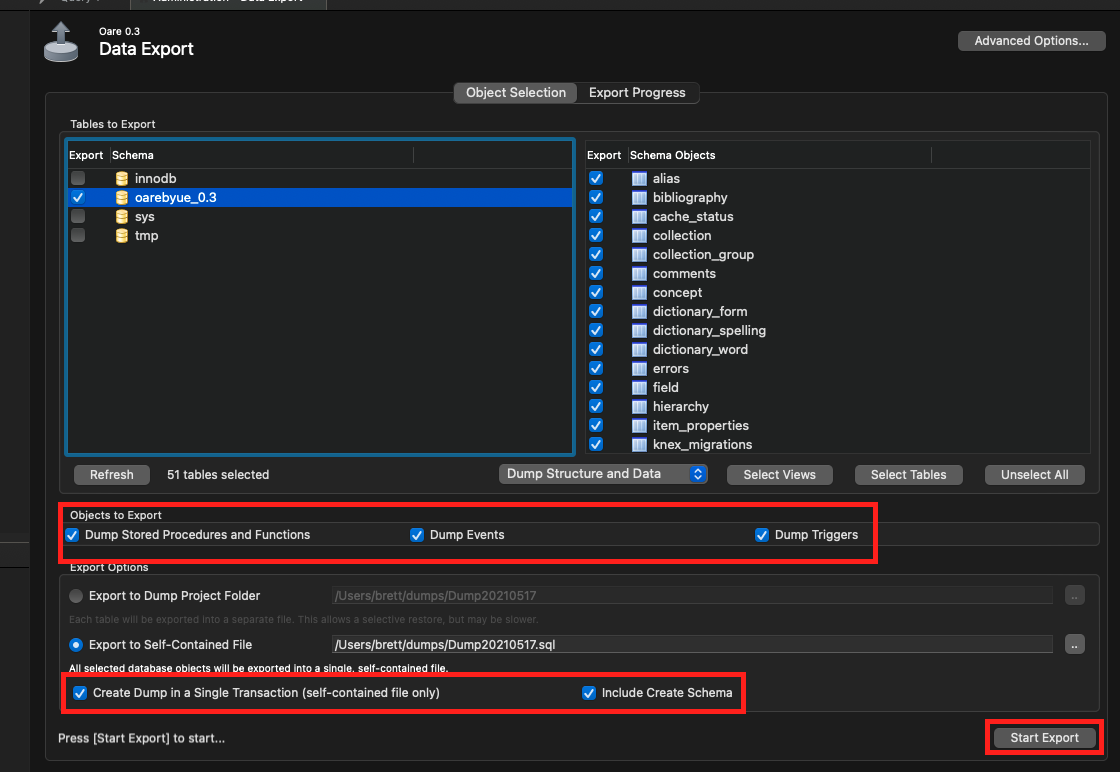 Administration - Data Export
Oare 0.3
Data Export
Advanced Options...
Object Selection
Export Progress
Tables to Export
Export Schema
innodb
oarebyue_0.3
sys
tmp
Export Schema Objects
alias
bibliography
cache_status
collection
collection_group
comments
concept
dictionary_form
dictionary_spelling
dictionary_word
errors
field
hierarchy
item_properties
knex_migrations
Refresh
51 tables selected
Dump Structure and Data
Select Views
Select Tables
Unselect All
Objects to Export
Dump Stored Procedures and Functions
Dump Events
Dump Triggers
Export Options
Export to Dump Project Folder
/Users/brett/dumps/Dump20210517
..
Each table will be exported into a separate file. This allows a selective restore, but may be slower.
Export to Self-Contained File
/Users/brett/dumps/Dump20210517.sql
..
All selected database objects will be exported into a single, self-contained file.
Create Dump in a Single Transaction (self-contained file only)
Include Create Schema
Press [Start Export] to start...
Start Export